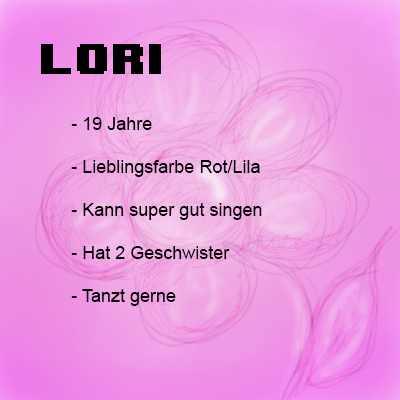 LORI
- 19 Jahre
- Lieblingsfarbe Rot/Lila
- Kann super gut singen
- Hat 2 Geschwister
- Tanzt gerne